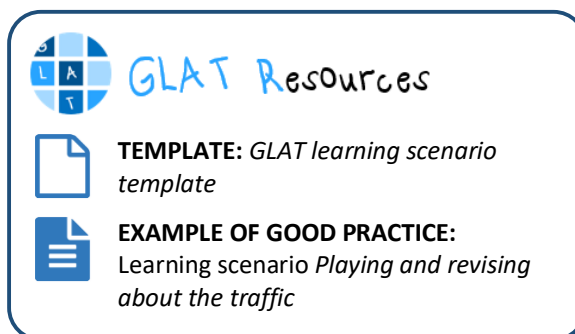 G
L A
T
GLAT Resources
TEMPLATE: GLAT learning scenario
template
EXAMPLE OF GOOD PRACTICE:
Learning scenario Playing and revising
about the traffic